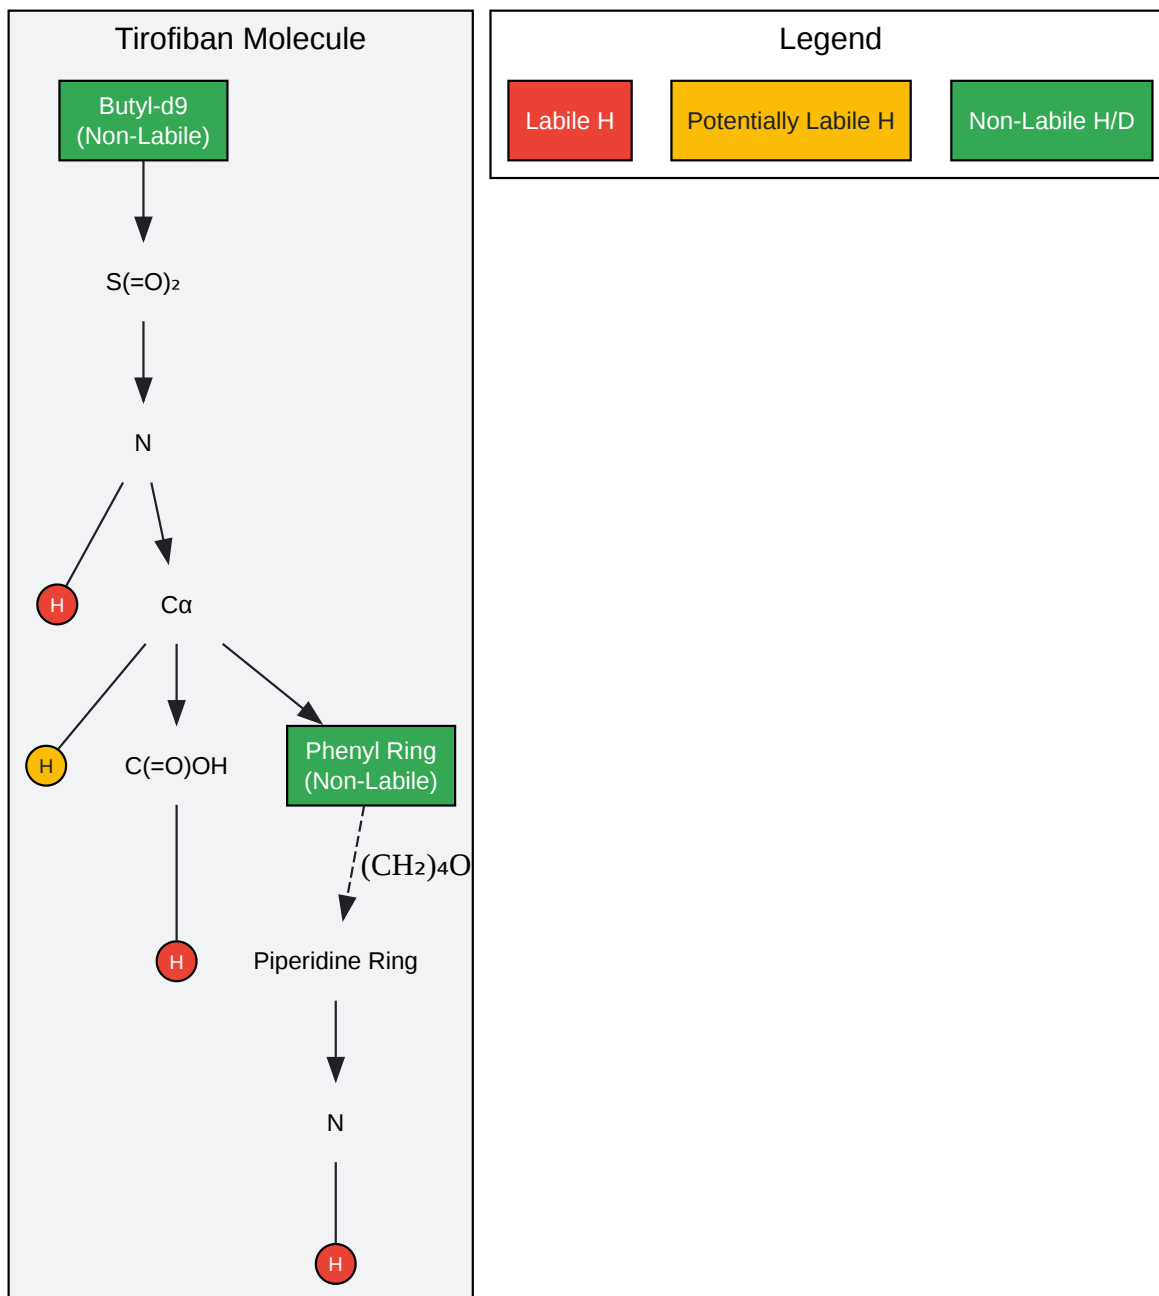 Tirofiban Molecule
Butyl-d9
(Non-Labile)
S(=O)₂
N
H
Cα
H
C(=O)OH
Phenyl Ring
(Non-Labile)
(CH₂)₄O
H
Piperidine Ring
N
H
Legend
Labile H
Potentially Labile H
Non-Labile H/D